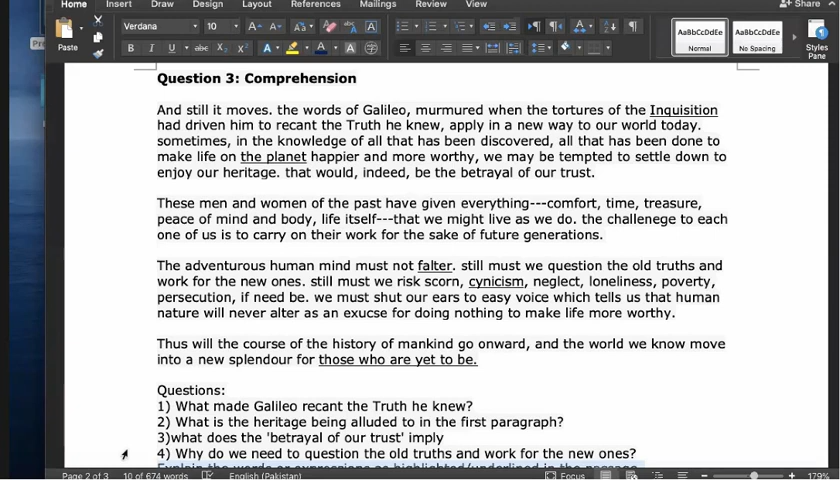 Home Insert Draw Design Layout References Mailings Review View Share
Verdana 10
Paste
AaBbCcDdEe AaBbCcDdEe
Normal No Spacing Styles Pane
Question 3: Comprehension
And still it moves. the words of Galileo, murmured when the tortures of the Inquisition
had driven him to recant the Truth he knew, apply in a new way to our world today.
sometimes, in the knowledge of all that has been discovered, all that has been done to
make life on the planet happier and more worthy, we may be tempted to settle down to
enjoy our heritage. that would, indeed, be the betrayal of our trust.
These men and women of the past have given everything---comfort, time, treasure,
peace of mind and body, life itself---that we might live as we do. the challenege to each
one of us is to carry on their work for the sake of future generations.
The adventurous human mind must not falter. still must we question the old truths and
work for the new ones. still must we risk scorn, cynicism, neglect, loneliness, poverty,
persecution, if need be. we must shut our ears to easy voice which tells us that human
nature will never alter as an exucse for doing nothing to make life more worthy.
Thus will the course of the history of mankind go onward, and the world we know move
into a new splendour for those who are yet to be.
Questions:
1) What made Galileo recant the Truth he knew?
2) What is the heritage being alluded to in the first paragraph?
3)what does the 'betrayal of our trust' imply
4) Why do we need to question the old truths and work for the new ones?
Explain the words or expressions as highlighted/underlined in the passage.
Page 2 of 3 10 of 674 words English (Pakistan) Focus 179%